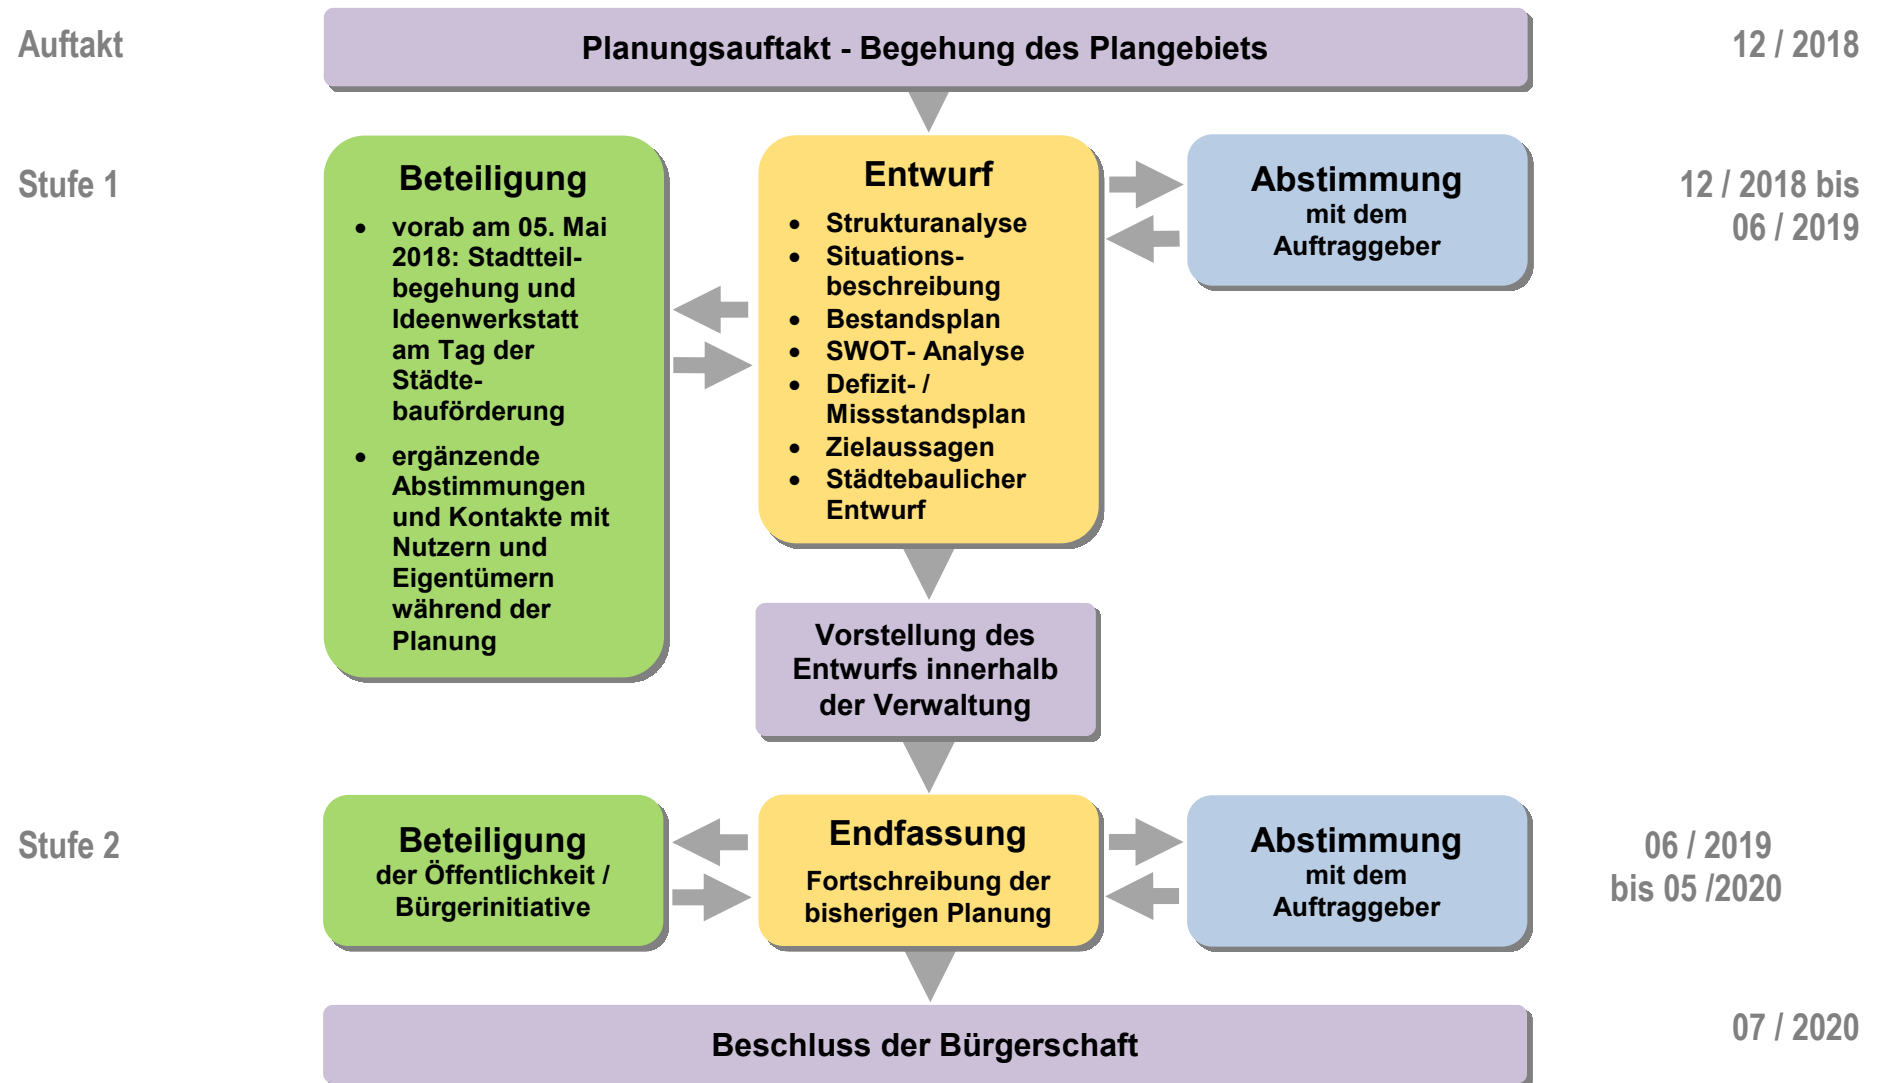 Auftakt
Planungsauftakt - Begehung des Plangebiets
12 / 2018
Stufe 1
Beteiligung
• vorab am 05. Mai
2018: Stadtteil-
begehung und
Ideenwerkstatt
am Tag der
Städte-
bauförderung
• ergänzende
Abstimmungen
und Kontakte mit
Nutzern und
Eigentümern
während der
Planung
Entwurf
• Strukturanalyse
• Situations-
beschreibung
• Bestandsplan
• SWOT- Analyse
• Defizit- /
Missstandsplan
• Zielaussagen
• Städtebaulicher
Entwurf
Abstimmung
mit dem
Auftraggeber
12 / 2018 bis
06 / 2019
Vorstellung des
Entwurfs innerhalb
der Verwaltung
Stufe 2
Beteiligung
der Öffentlichkeit /
Bürgerinitiative
Endfassung
Fortschreibung der
bisherigen Planung
Abstimmung
mit dem
Auftraggeber
06 / 2019
bis 05 /2020
Beschluss der Bürgerschaft
07 / 2020